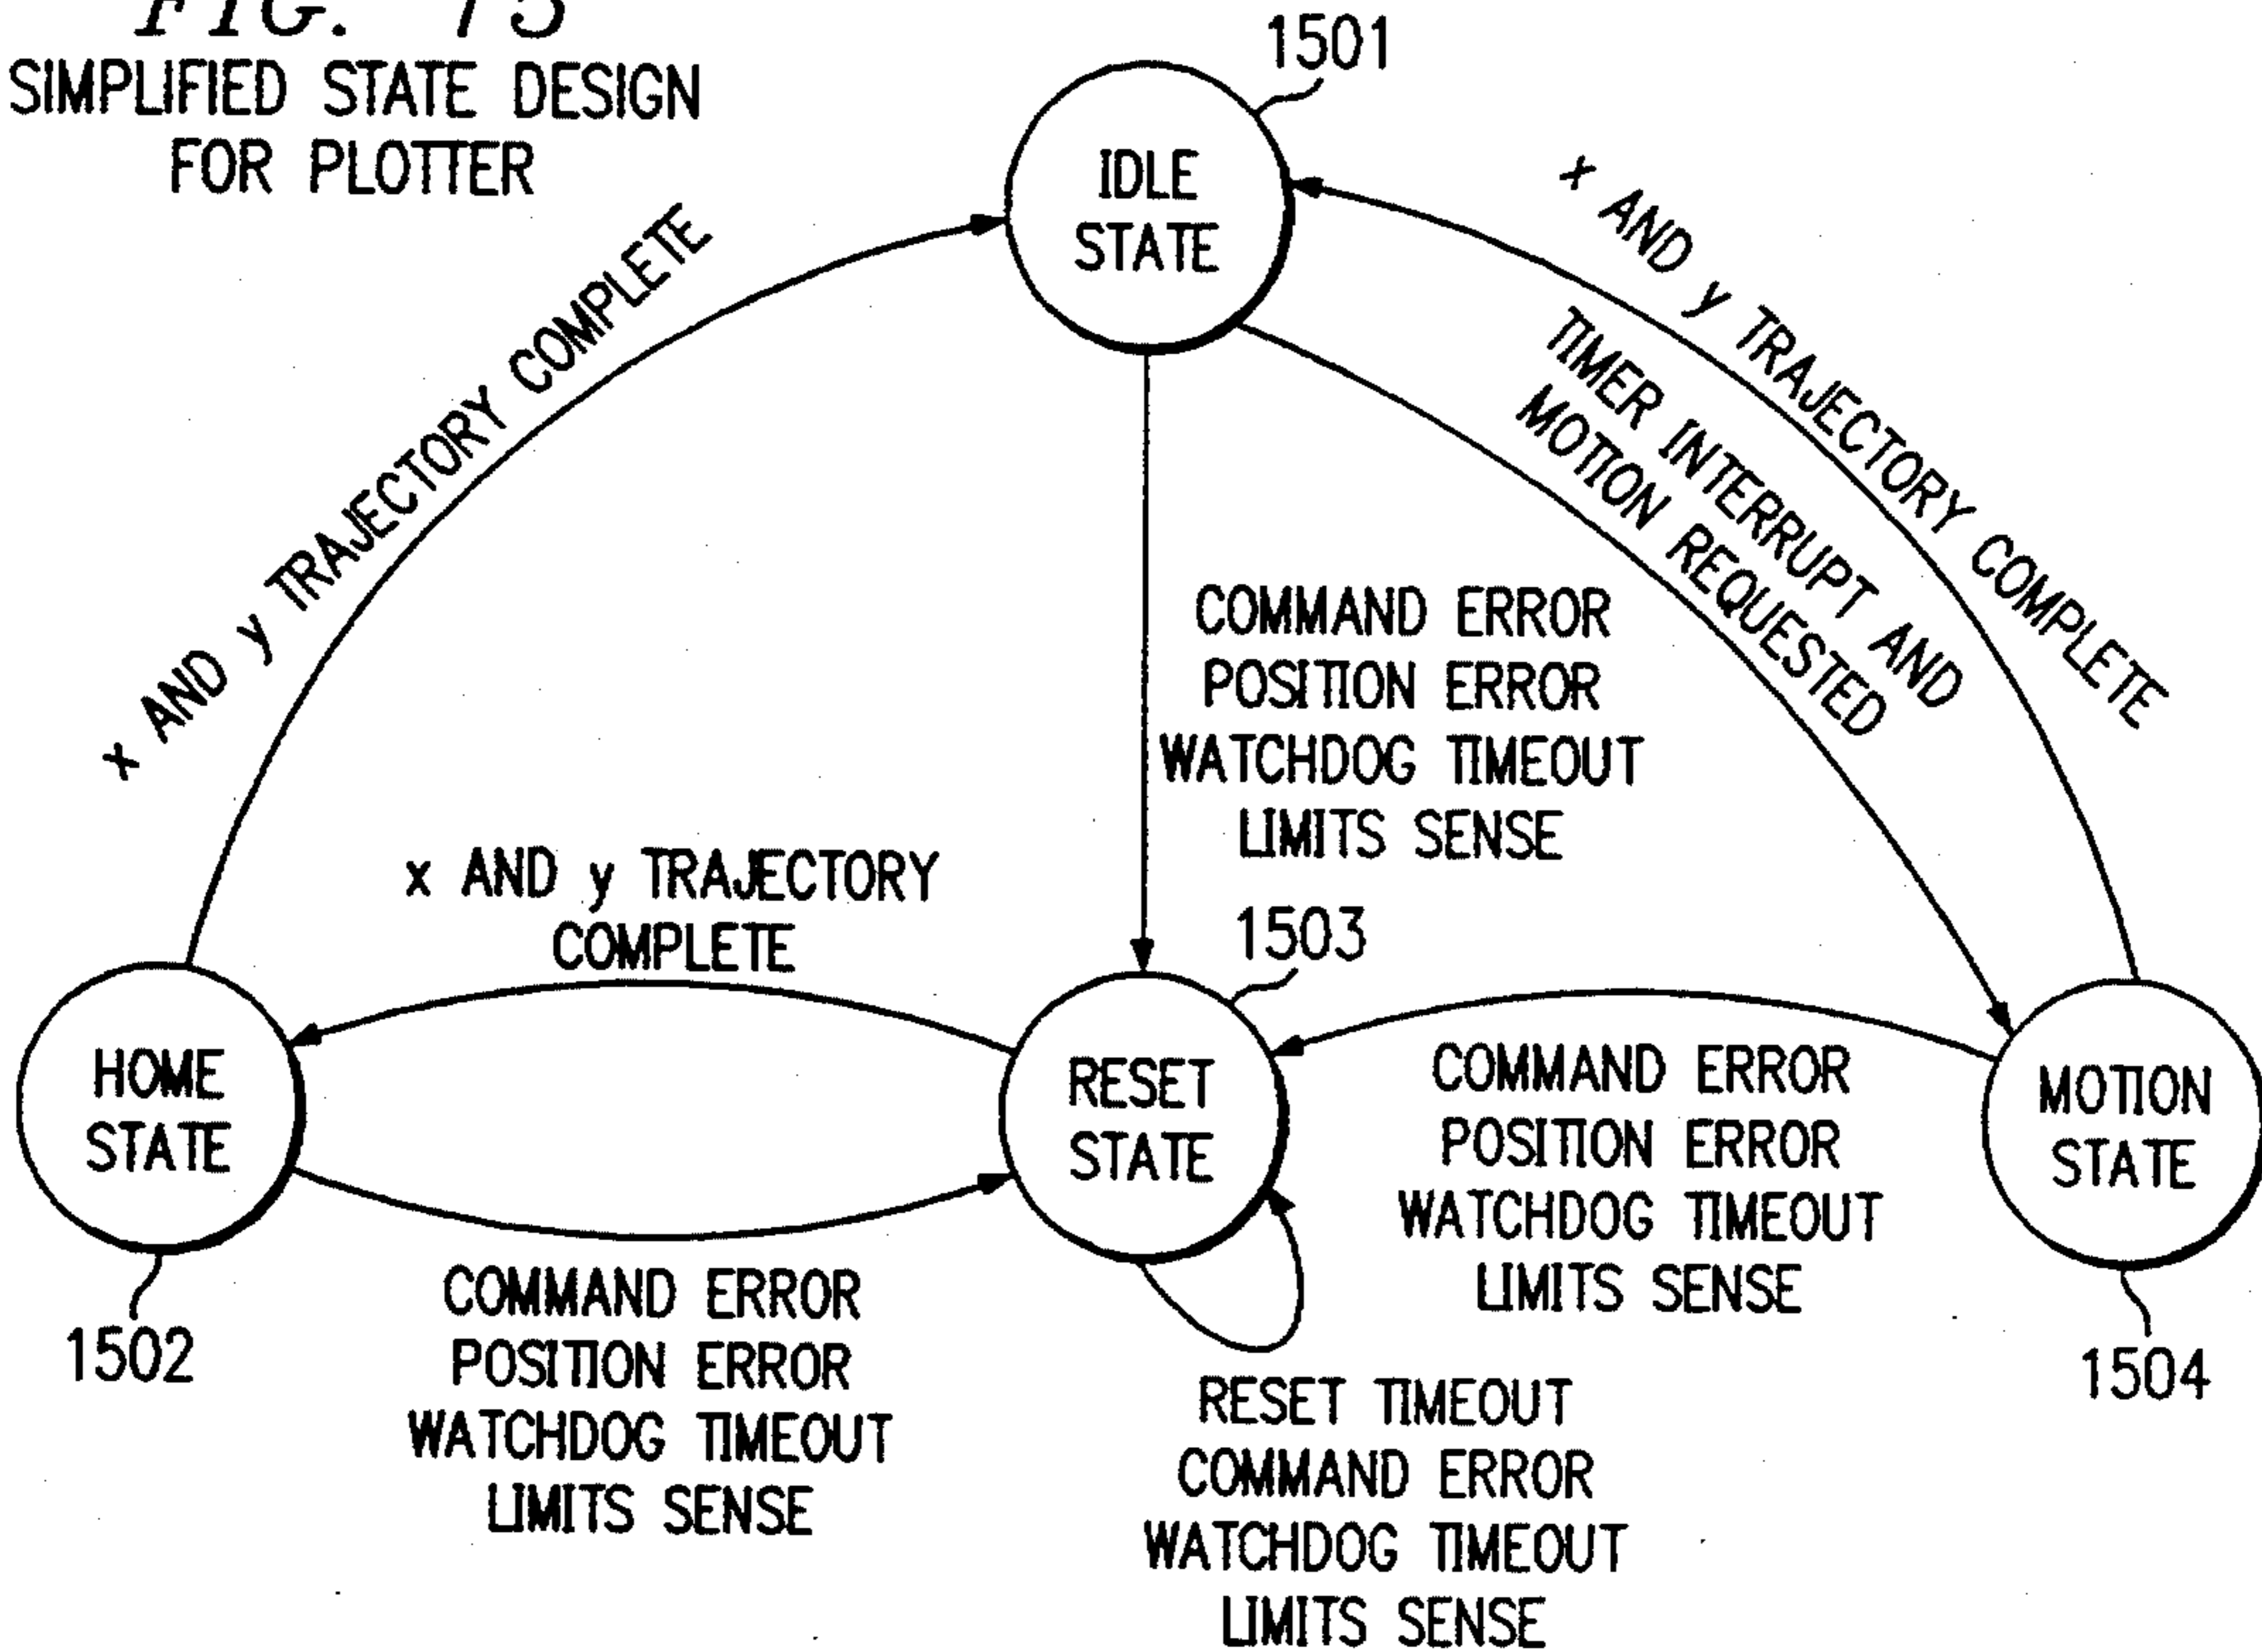 FIG. 15
SIMPLIFIED STATE DESIGN
FOR PLOTTER
1501
IDLE
STATE
x AND y TRAJECTORY COMPLETE
x AND y TRAJECTORY COMPLETE
TIMER INTERRUPT AND
MOTION REQUESTED
COMMAND ERROR
POSITION ERROR
WATCHDOG TIMEOUT
LIMITS SENSE
x AND y TRAJECTORY
COMPLETE
1503
HOME
STATE
RESET
STATE
COMMAND ERROR
POSITION ERROR
WATCHDOG TIMEOUT
LIMITS SENSE
MOTION
STATE
1502
COMMAND ERROR
POSITION ERROR
WATCHDOG TIMEOUT
LIMITS SENSE
RESET TIMEOUT
COMMAND ERROR
WATCHDOG TIMEOUT
LIMITS SENSE
1504